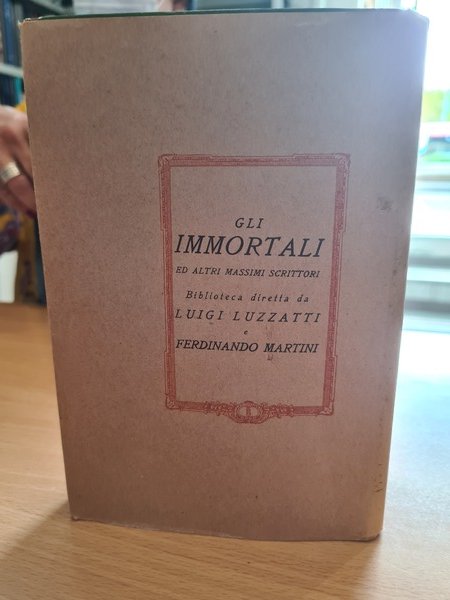 GLI
IMMORTALI
ED ALTRI MASSIMI SCRITTORI
Biblioteca diretta da
LUIGI LUZZATTI
e
FERDINANDO MARTINI